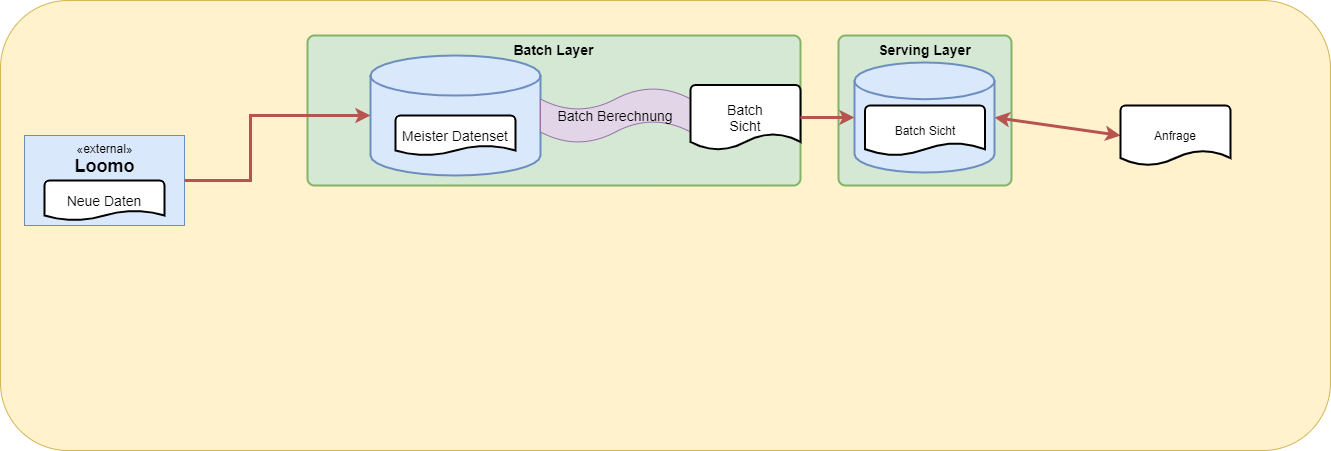 Batch Layer
Serving Layer
«external»
Loomo
Neue Daten
Meister Datenset
Batch Berechnung
Batch
Sicht
Batch Sicht
Anfrage